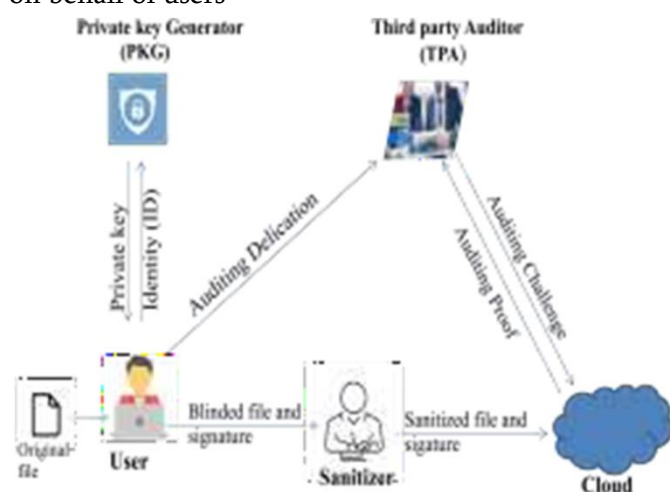 on behalf of users
Private key Generator
(PKG)
Third party Auditor
(TPA)
Private key
Identity (ID)
Auditing Delication
Auditing Challenge
Auditing Proof
Original-
file
User
Blinded file and
signature
Sanitizer
Sanitized file and
sigature
Cloud